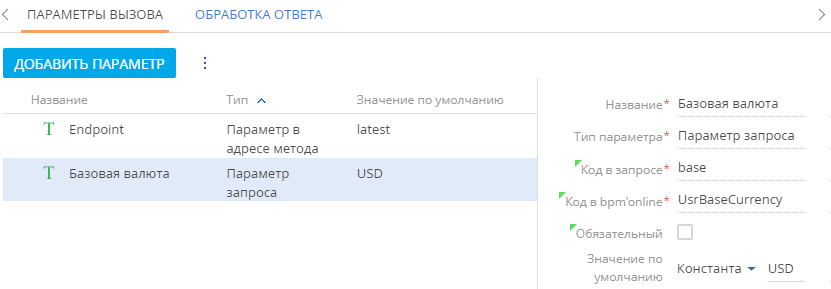 ПАРАМЕТРЫ ВЫЗОВА ОБРАБОТКА ОТВЕТА
ДОБАВИТЬ ПАРАМЕТР
Название Тип Значение по умолчанию
Endpoint Параметр в адресе метода latest
Базовая валюта Параметр запроса USD
Название* Базовая валюта
Тип параметра* Параметр запроса
Код в запросе* base
Код в bpm'online* UsrBaseCurrency
Обязательный
Значение по умолчанию Константа USD